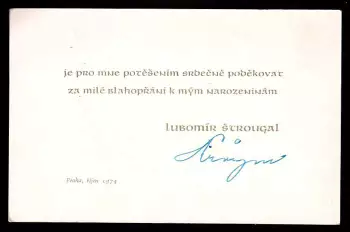 je pro mne potěšením srdečně poděkovat
za milé blahopřání k mým narozeninám
Lubomír Štrougal
Praha, říjen 1974